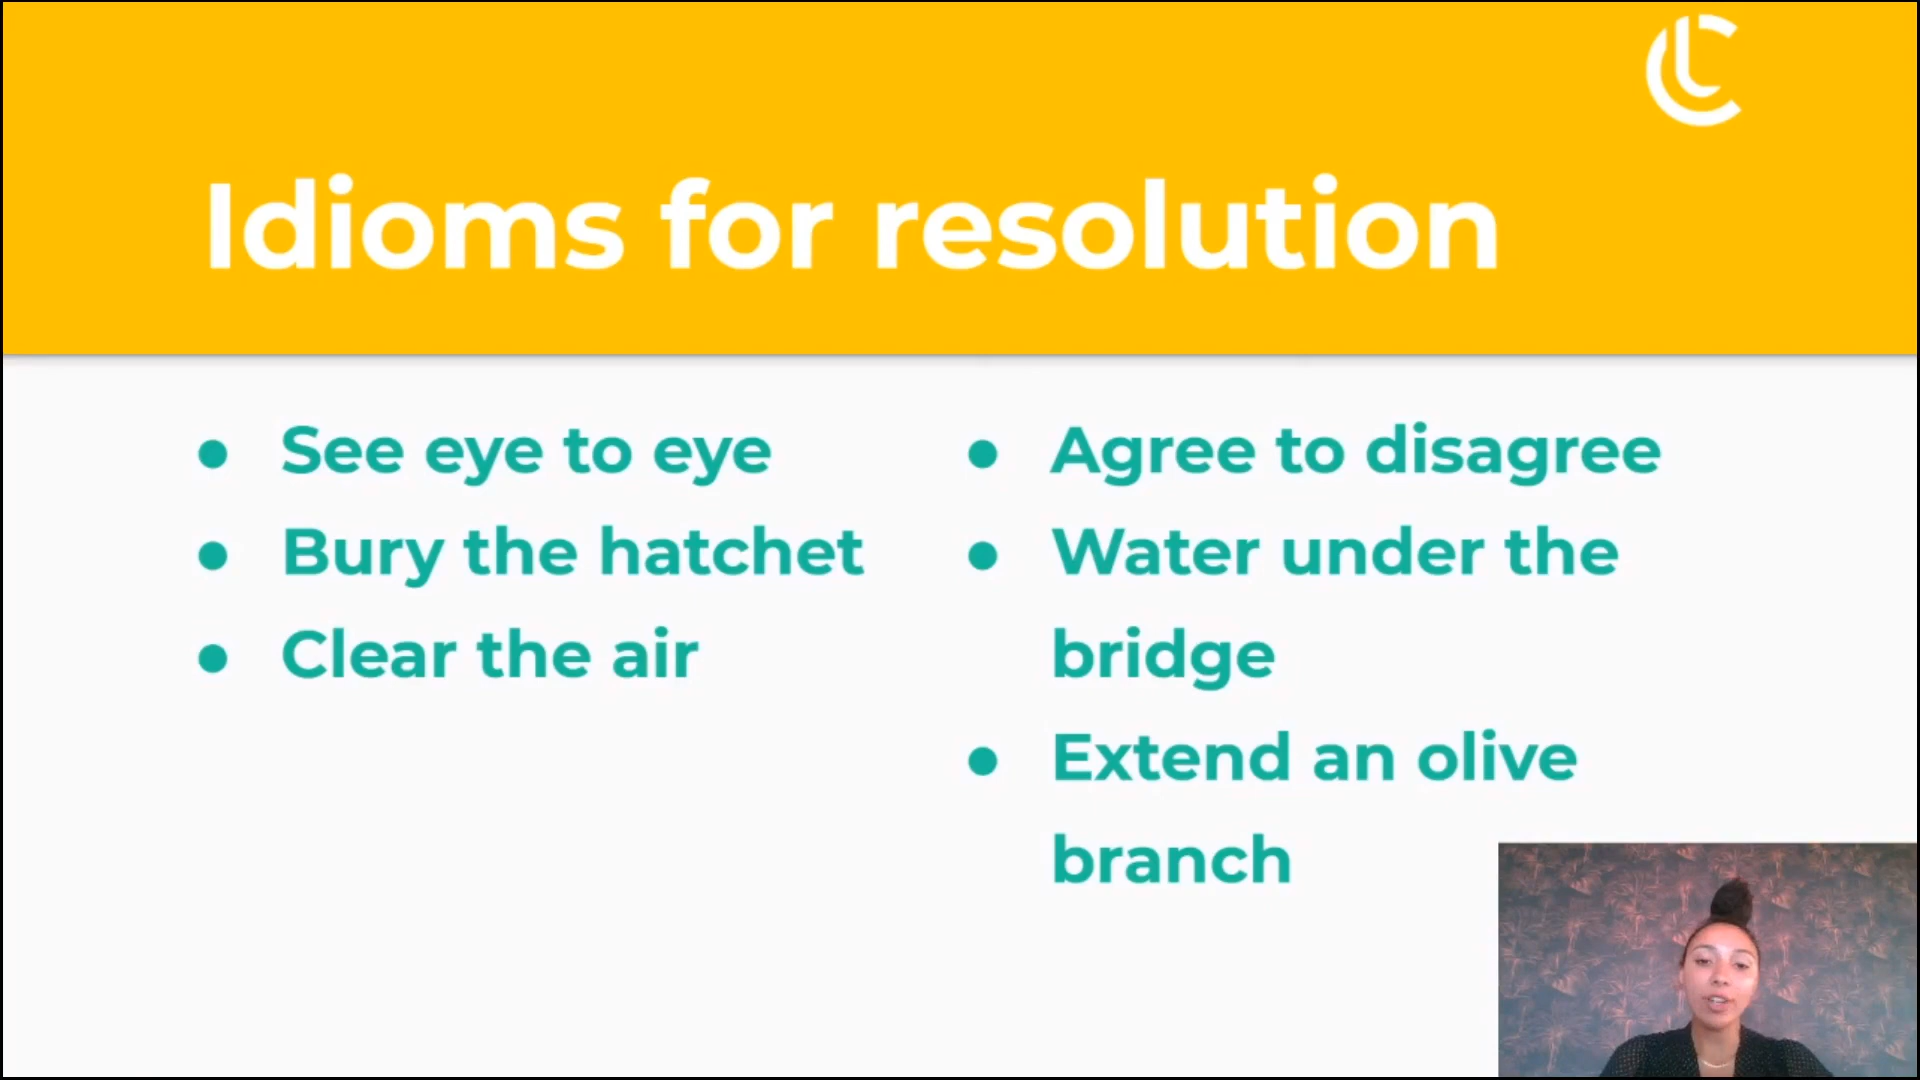 Idioms for resolution
See eye to eye
Bury the hatchet
Clear the air
Agree to disagree
Water under the
bridge
Extend an olive
branch